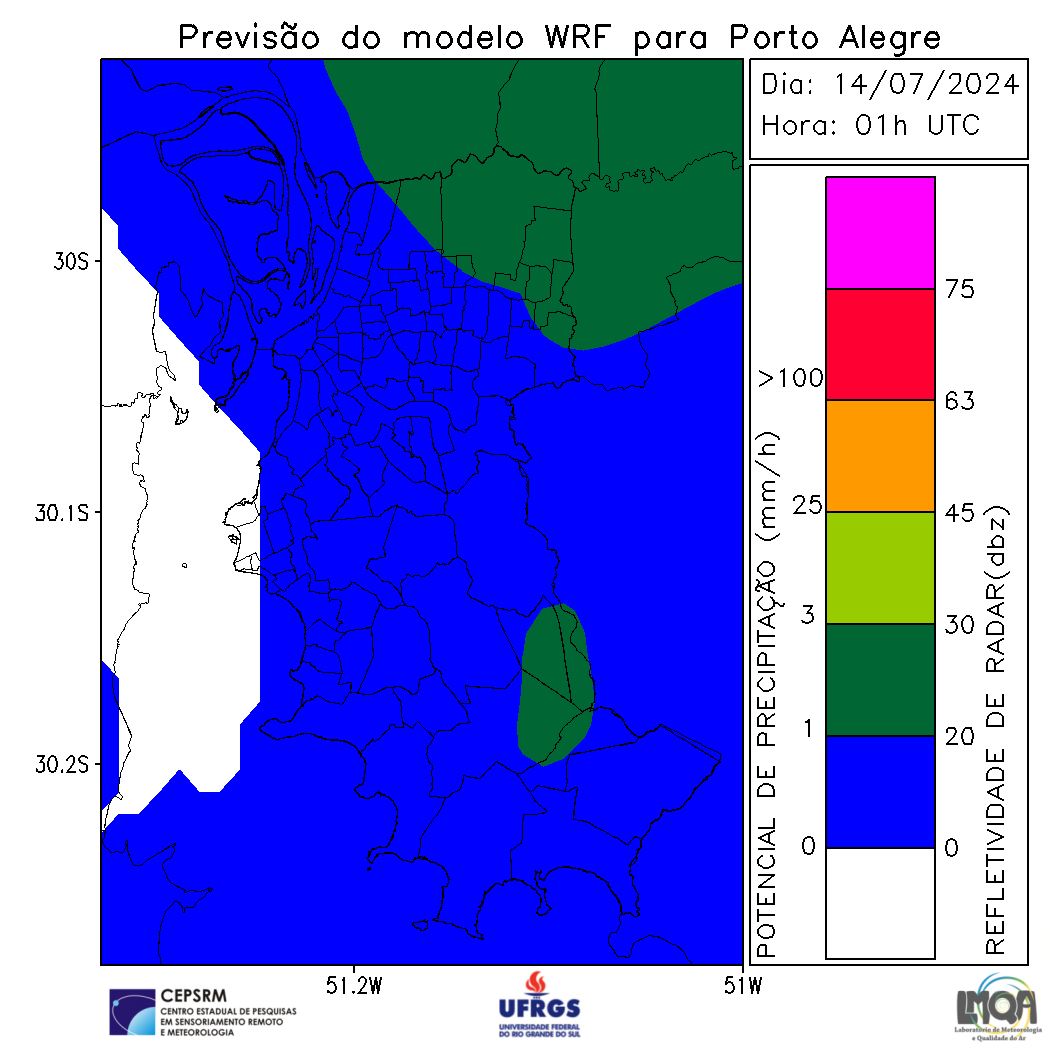 Previsão do modelo WRF para Porto Alegre
Dia: 14/07/2024
Hora: 01h UTC
30S
30.1S
30.2S
51.2W
51W
POTENCIAL DE PRECIPITAÇÃO (mm/h)
>100
25
3
1
0
75
63
45
30
20
0
REFLETIVIDADE DE RADAR(dbz)
CEPSRM
CENTRO ESTADUAL DE PESQUISAS
EM SENSORIAMENTO REMOTO
E METEOROLOGIA
UFRGS
UNIVERSIDADE FEDERAL
DO RIO GRANDE DO SUL
LMQA
Laboratório de Meteorologia
e Qualidade do Ar